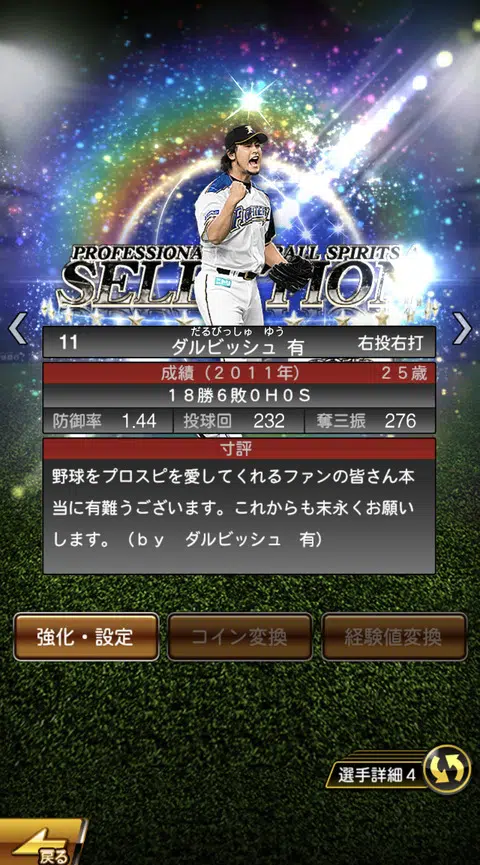 PROFESSIONAL BASEBALL SPIRITS A
SELECTION
だるびっしゅ ゆう
11 ダルビッシュ 有 右投右打
成績（２０１１年） ２５歳
１８勝６敗０Ｈ０Ｓ
防御率 1.44 投球回 232 奪三振 276
寸評
野球をプロスピを愛してくれるファンの皆さん本
当に有難うございます。これからも末永くお願い
します。（ｂｙ ダルビッシュ 有）
強化・設定 コイン変換 経験値変換
選手詳細４
戻る